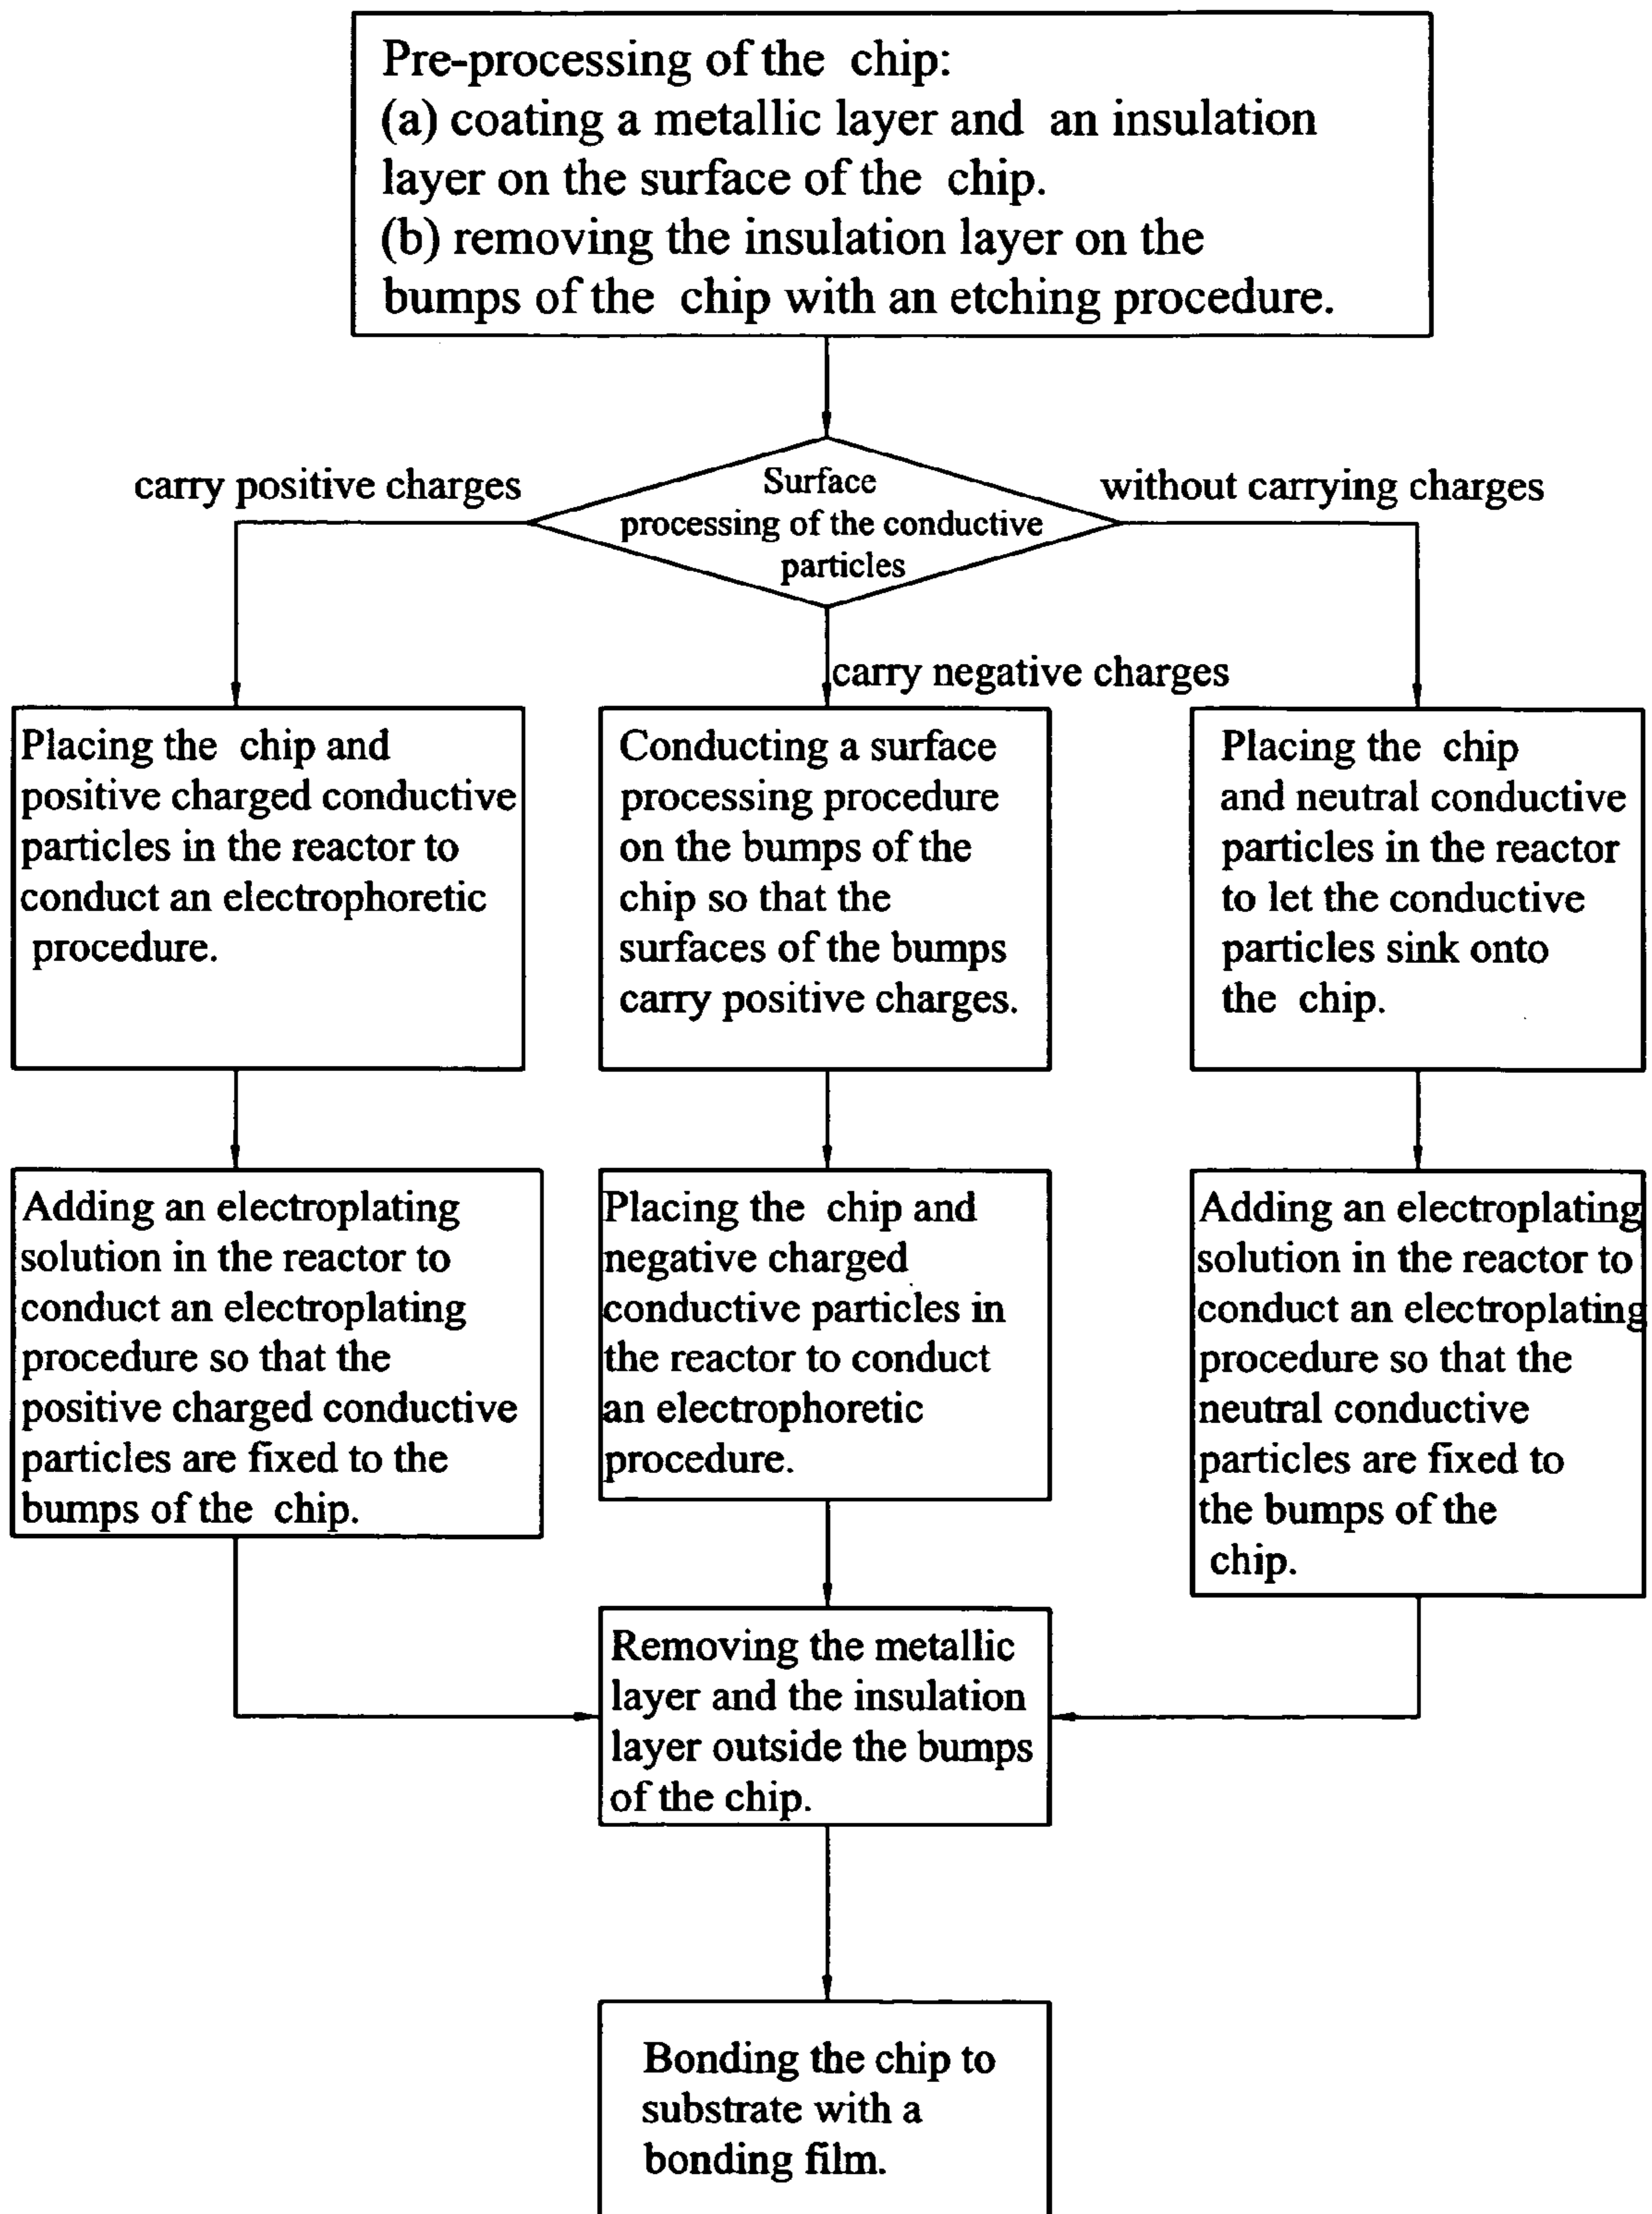 Pre-processing of the chip:
(a) coating a metallic layer and an insulation
layer on the surface of the chip.
(b) removing the insulation layer on the
bumps of the chip with an etching procedure.
carry positive charges
Surface
processing of the conductive
particles
without carrying charges
carry negative charges
Placing the chip and
positive charged conductive
particles in the reactor to
conduct an electrophoretic
procedure.
Conducting a surface
processing procedure
on the bumps of the
chip so that the
surfaces of the bumps
carry positive charges.
Placing the chip
and neutral conductive
particles in the reactor
to let the conductive
particles sink onto
the chip.
Adding an electroplating
solution in the reactor to
conduct an electroplating
procedure so that the
positive charged conductive
particles are fixed to the
bumps of the chip.
Placing the chip and
negative charged
conductive particles in
the reactor to conduct
an electrophoretic
procedure.
Adding an electroplating
solution in the reactor to
conduct an electroplating
procedure so that the
neutral conductive
particles are fixed to
the bumps of the
chip.
Removing the metallic
layer and the insulation
layer outside the bumps
of the chip.
Bonding the chip to
substrate with a
bonding film.